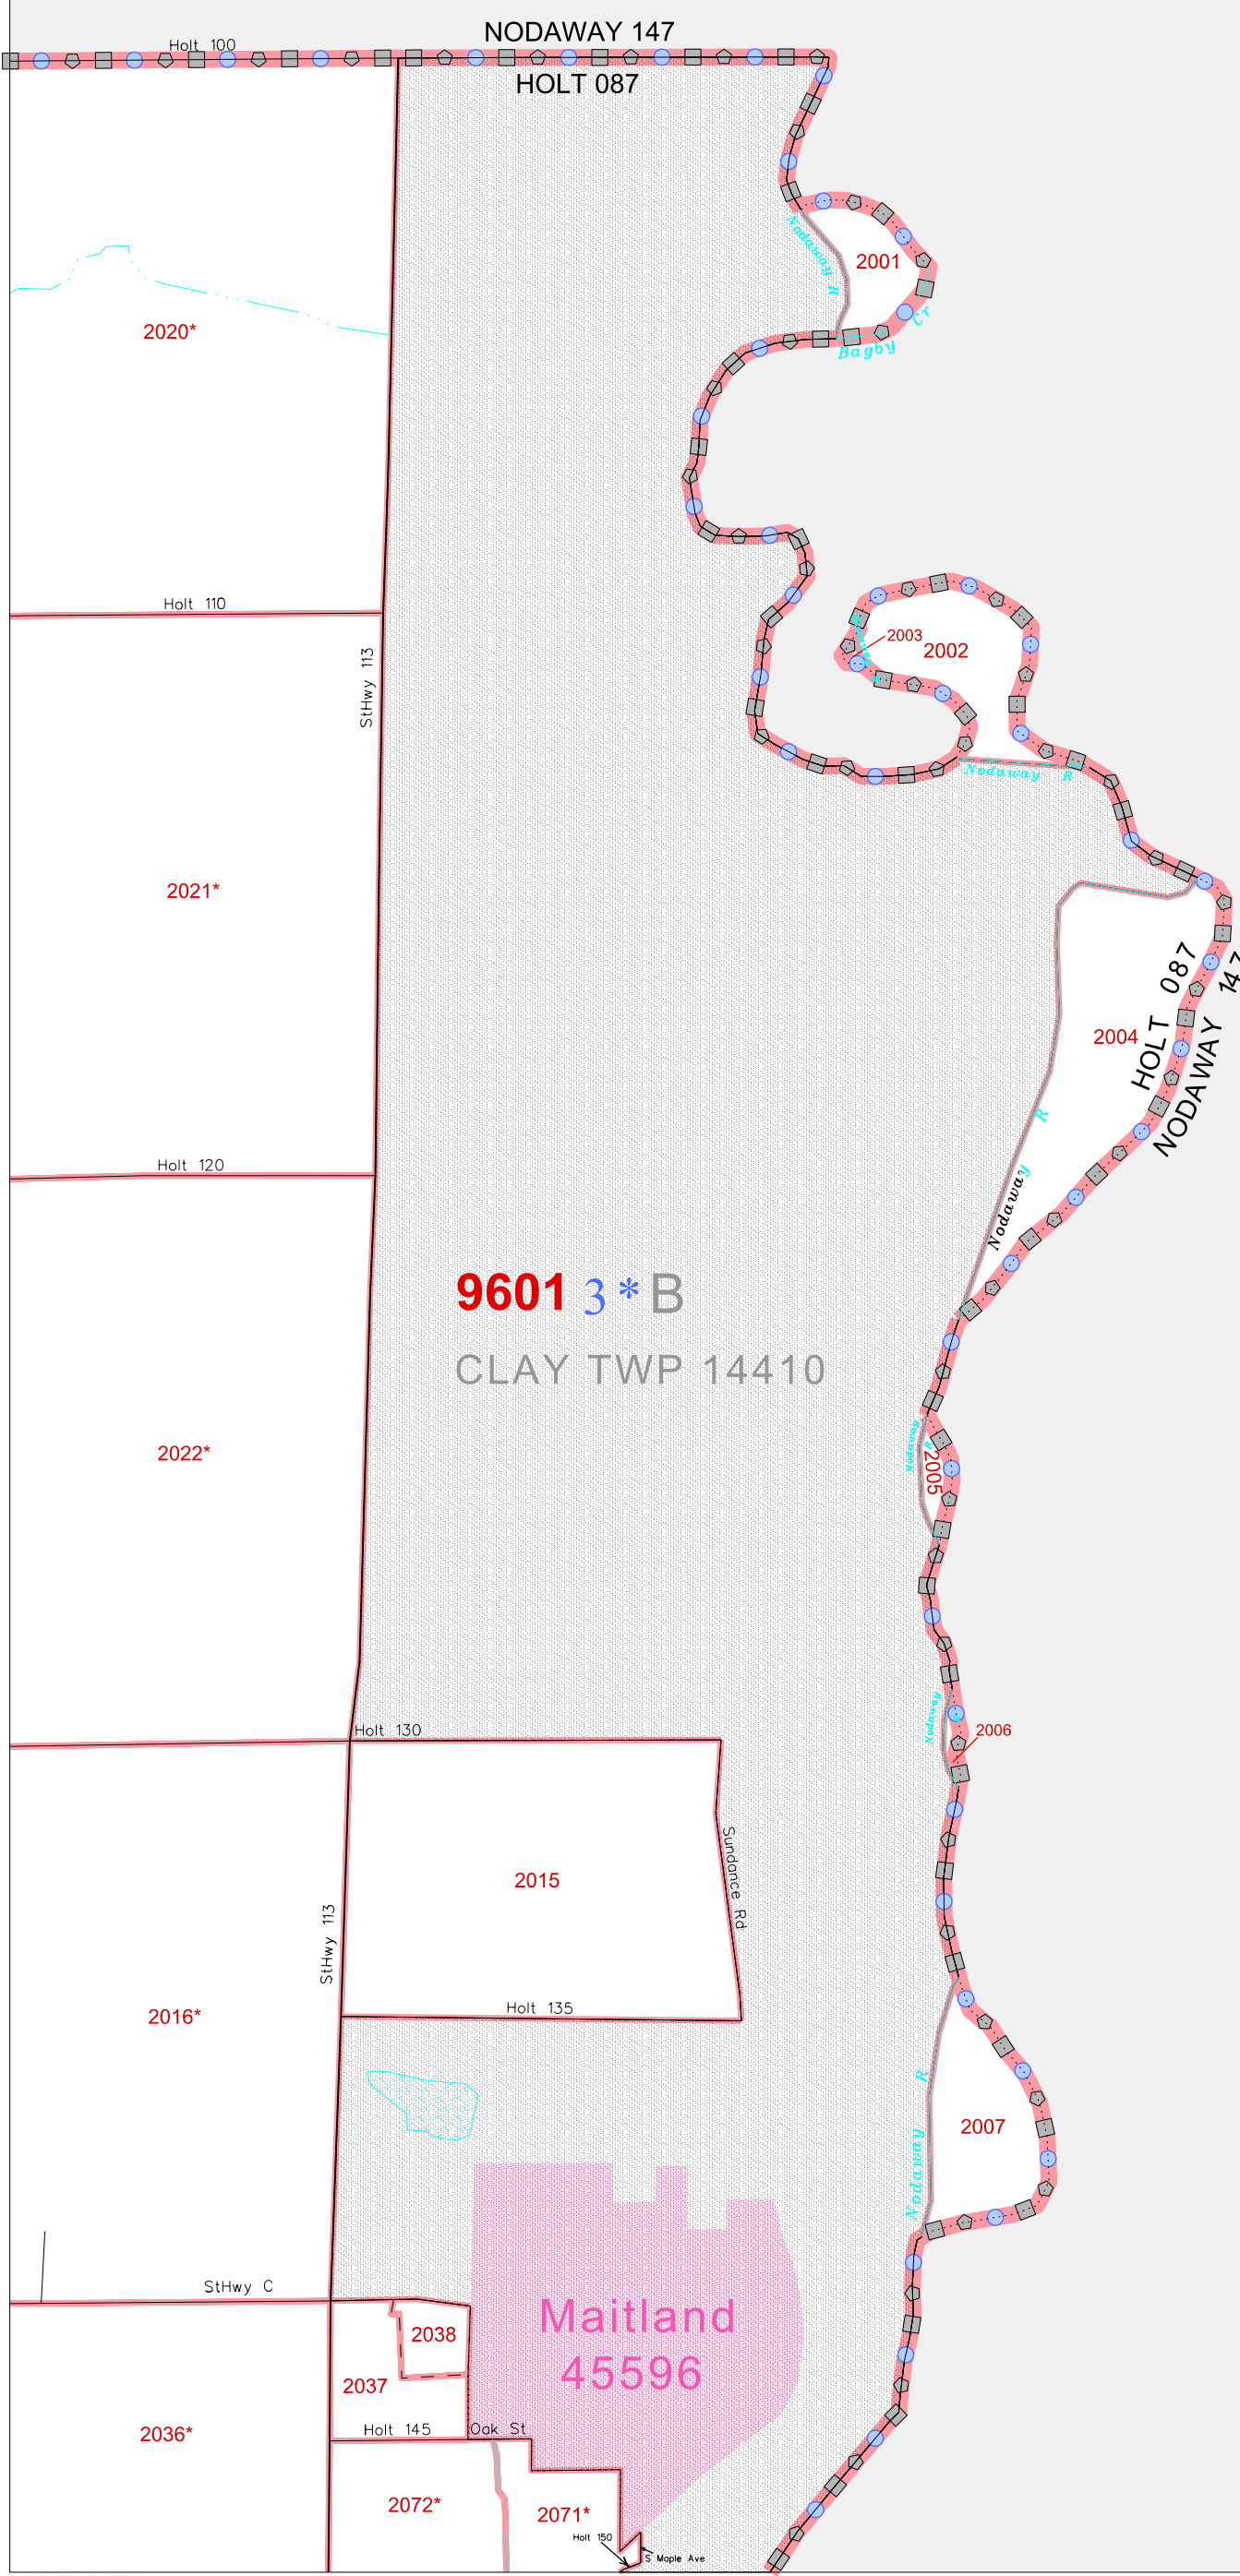 NODAWAY 147
Holt 100
HOLT 087
Nodaway R
2001
Bagby Cr
2020*
Holt 110
StHwy 113
2003
2002
Nodaway R
Nodaway R
2021*
HOLT 087
NODAWAY 147
2004
Nodaway R
Holt 120
9601 3* B
CLAY TWP 14410
2022*
Nodaway R
2005
Nodaway R
2006
Holt 130
Sundance Rd
2015
StHwy 113
Holt 135
2016*
Nodaway R
2007
StHwy C
Maitland
45596
2038
2037
2036*
Holt 145
Oak St
2072*
2071*
Holt 150
S Maple Ave